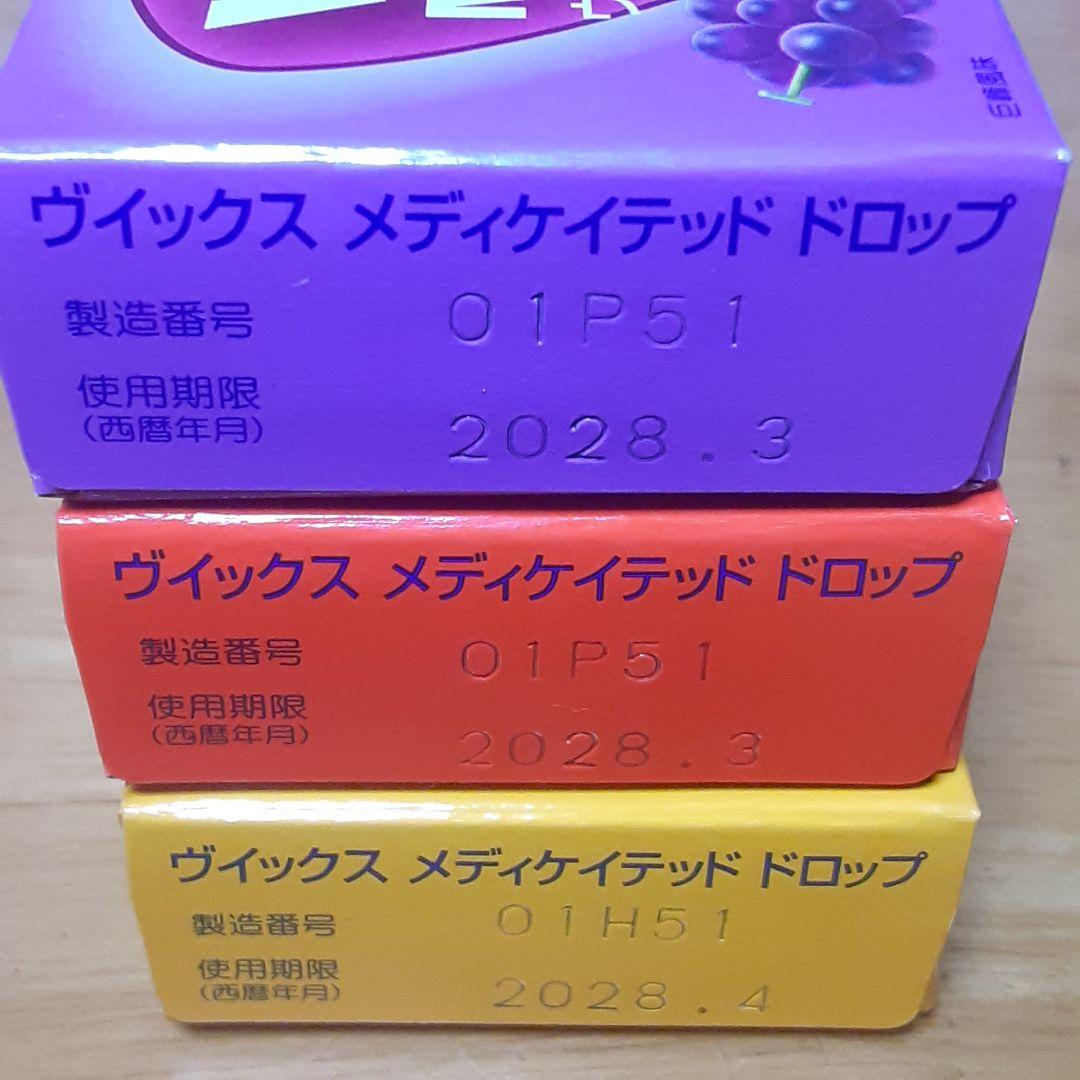 巨峰風味
ヴイックス メディケイテッド ドロップ
製造番号 01P51
使用期限
(西暦年月) 2028.3
ヴイックス メディケイテッド ドロップ
製造番号 01P51
使用期限
(西暦年月) 2028.3
ヴイックス メディケイテッド ドロップ
製造番号 01H51
使用期限
(西暦年月) 2028.4